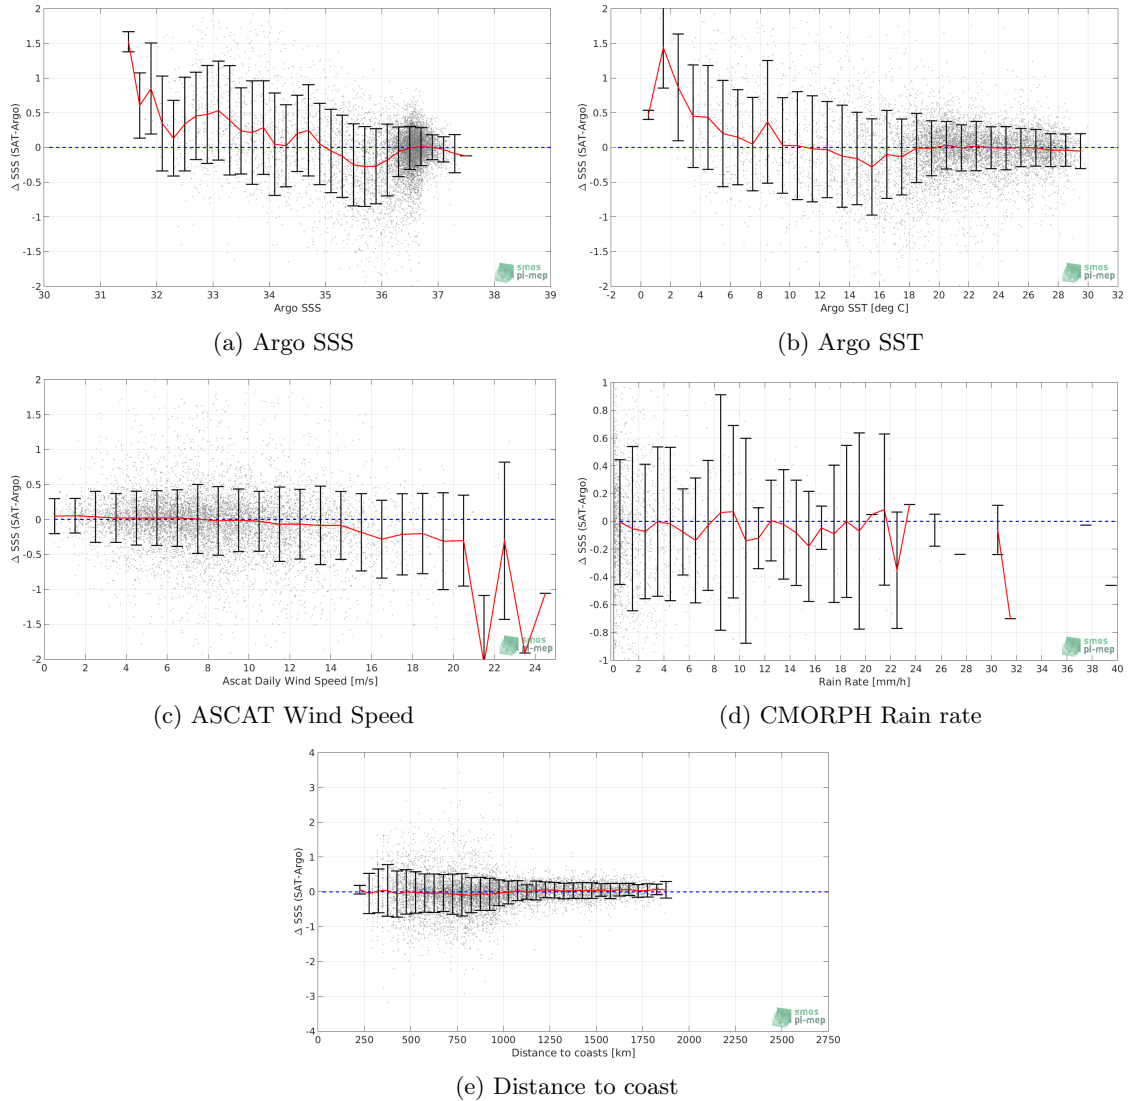 2
1.5
1
0.5
0
-0.5
-1
-1.5
-2
Δ SSS (SAT-Argo)
30 31 32 33 34 35 36 37 38 39
Argo SSS
smos
pi-mep
(a) Argo SSS
2
1.5
1
0.5
0
-0.5
-1
-1.5
-2
Δ SSS (SAT-Argo)
-2 0 2 4 6 8 10 12 14 16 18 20 22 24 26 28 30 32
Argo SST [deg C]
smos
pi-mep
(b) Argo SST
2
1.5
1
0.5
0
-0.5
-1
-1.5
-2
Δ SSS (SAT-Argo)
0 2 4 6 8 10 12 14 16 18 20 22 24
Ascat Daily Wind Speed [m/s]
smos
pi-mep
(c) ASCAT Wind Speed
1
0.8
0.6
0.4
0.2
0
-0.2
-0.4
-0.6
-0.8
-1
Δ SSS (SAT-Argo)
0 2 4 6 8 10 12 14 16 18 20 22 24 26 28 30 32 34 36 38 40
Rain Rate [mm/h]
smos
pi-mep
(d) CMORPH Rain rate
4
3
2
1
0
-1
-2
-3
-4
Δ SSS (SAT-Argo)
0 250 500 750 1000 1250 1500 1750 2000 2250 2500 2750
Distance to coasts [km]
smos
pi-mep
(e) Distance to coast